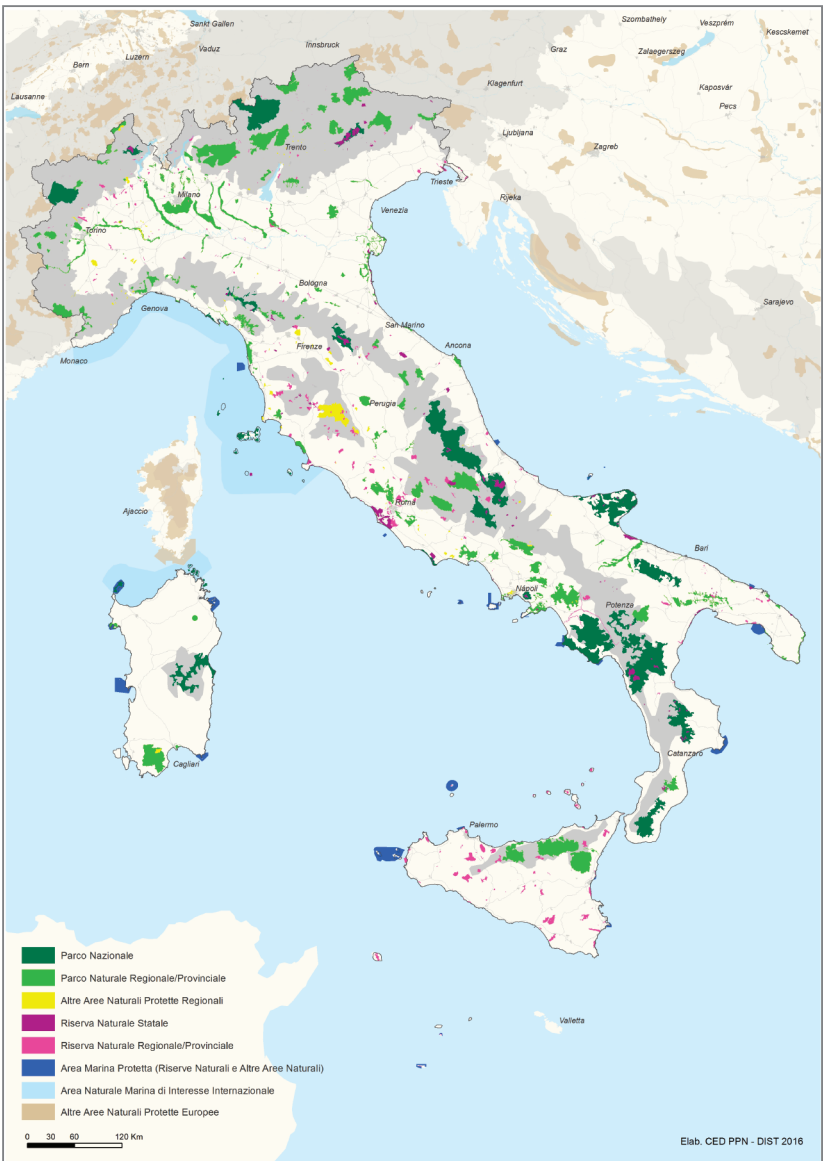 Sankt Gallen
Szombathely
Veszprém
Kescskemet
Vaduz
Innsbruck
Graz
Zalaegerszeg
Luzern
Bern
Klagenfurt
Kaposvár
Lausanne
Pecs
Ljubljana
Zagreb
Trento
Trieste
Rijeka
Milano
Venezia
Torino
Bologna
Sarajevo
Genova
San Marino
Firenze
Ancona
Monaco
Perugia
Ajaccio
Roma
Bari
Nàpoli
Potenza
Cagliari
Catanzaro
Palermo
Valletta
Parco Nazionale
Parco Naturale Regionale/Provinciale
Altre Aree Naturali Protette Regionali
Riserva Naturale Statale
Riserva Naturale Regionale/Provinciale
Area Marina Protetta (Riserve Naturali e Altre Aree Naturali)
Area Naturale Marina di Interesse Internazionale
Altre Aree Naturali Protette Europee
0 30 60 120 Km
Elab. CED PPN - DIST 2016